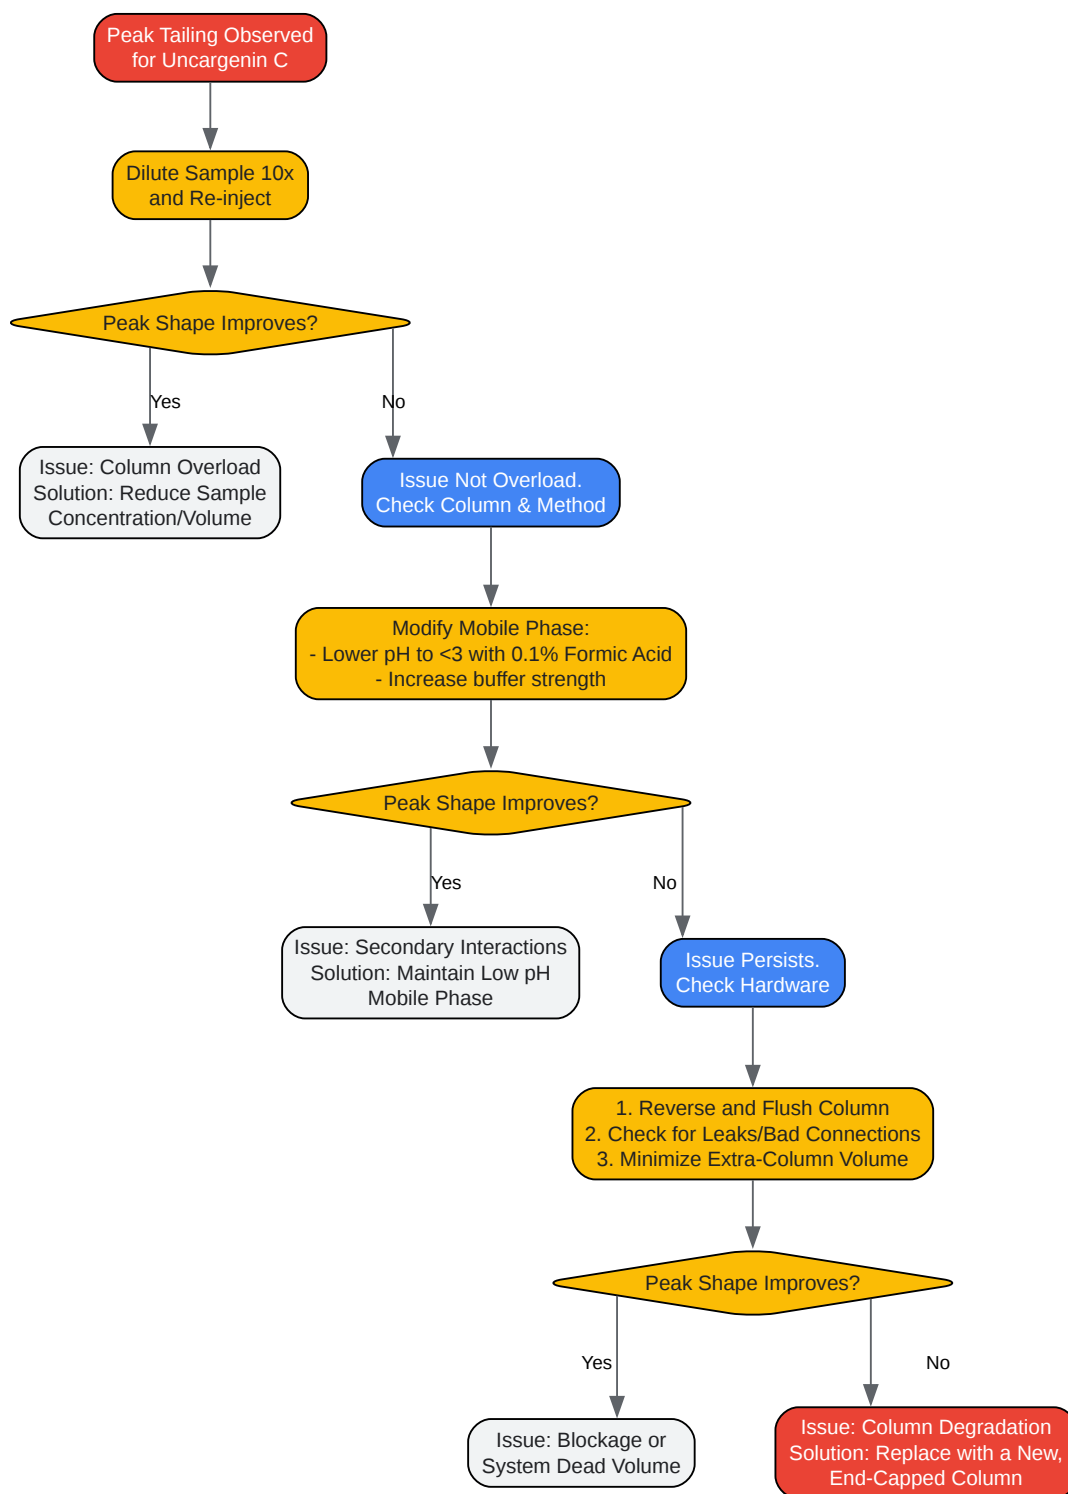 Peak Tailing Observed
for Uncargenin C
Dilute Sample 10x
and Re-inject
Peak Shape Improves?
Yes
No
Issue: Column Overload
Solution: Reduce Sample
Concentration/Volume
Issue Not Overload.
Check Column & Method
Modify Mobile Phase:
- Lower pH to <3 with 0.1% Formic Acid
- Increase buffer strength
Peak Shape Improves?
Yes
No
Issue: Secondary Interactions
Solution: Maintain Low pH
Mobile Phase
Issue Persists.
Check Hardware
1. Reverse and Flush Column
2. Check for Leaks/Bad Connections
3. Minimize Extra-Column Volume
Peak Shape Improves?
Yes
No
Issue: Blockage or
System Dead Volume
Issue: Column Degradation
Solution: Replace with a New,
End-Capped Column